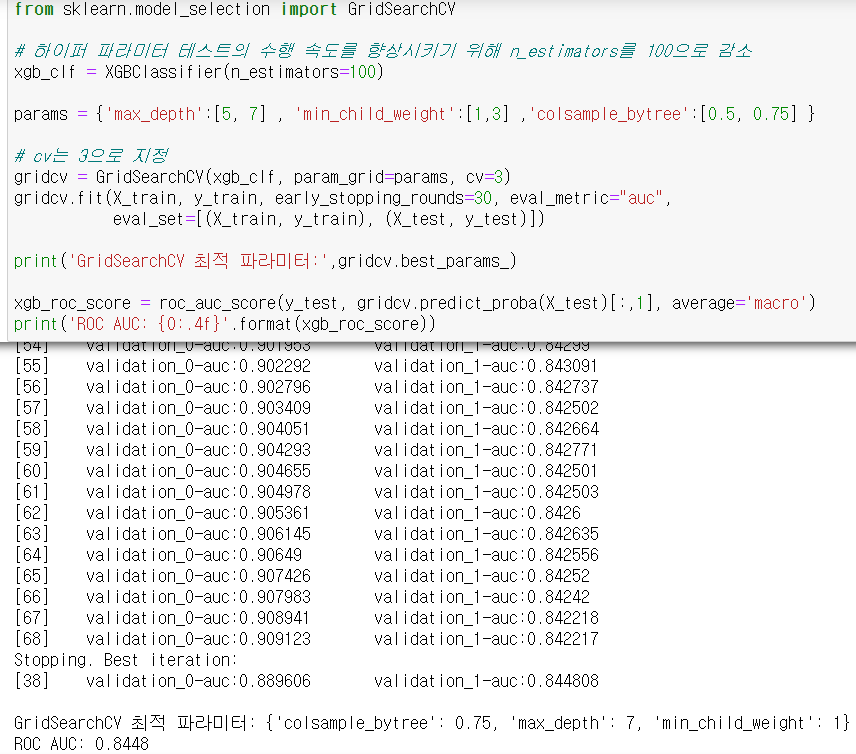 from sklearn.model_selection import GridSearchCV
# 하이퍼 파라미터 테스트의 수행 속도를 향상시키기 위해 n_estimators를 100으로 감소
xgb_clf = XGBClassifier(n_estimators=100)
params = {'max_depth':[5, 7] , 'min_child_weight':[1,3] ,'colsample_bytree':[0.5, 0.75] }
# cv는 3으로 지정
gridcv = GridSearchCV(xgb_clf, param_grid=params, cv=3)
gridcv.fit(X_train, y_train, early_stopping_rounds=30, eval_metric="auc",
eval_set=[(X_train, y_train), (X_test, y_test)])
print('GridSearchCV 최적 파라미터:',gridcv.best_params_)
xgb_roc_score = roc_auc_score(y_test, gridcv.predict_proba(X_test)[:,1], average='macro')
print('ROC AUC: {0:.4f}'.format(xgb_roc_score))
[54] validation_0-auc:0.901953 validation_1-auc:0.84299
[55] validation_0-auc:0.902292 validation_1-auc:0.843091
[56] validation_0-auc:0.902796 validation_1-auc:0.842737
[57] validation_0-auc:0.903409 validation_1-auc:0.842502
[58] validation_0-auc:0.904051 validation_1-auc:0.842664
[59] validation_0-auc:0.904293 validation_1-auc:0.842771
[60] validation_0-auc:0.904655 validation_1-auc:0.842501
[61] validation_0-auc:0.904978 validation_1-auc:0.842503
[62] validation_0-auc:0.905361 validation_1-auc:0.8426
[63] validation_0-auc:0.906145 validation_1-auc:0.842635
[64] validation_0-auc:0.90649 validation_1-auc:0.842556
[65] validation_0-auc:0.907426 validation_1-auc:0.84252
[66] validation_0-auc:0.907983 validation_1-auc:0.84242
[67] validation_0-auc:0.908941 validation_1-auc:0.842218
[68] validation_0-auc:0.909123 validation_1-auc:0.842217
Stopping. Best iteration:
[38] validation_0-auc:0.889606 validation_1-auc:0.844808
GridSearchCV 최적 파라미터: {'colsample_bytree': 0.75, 'max_depth': 7, 'min_child_weight': 1}
ROC AUC: 0.8448